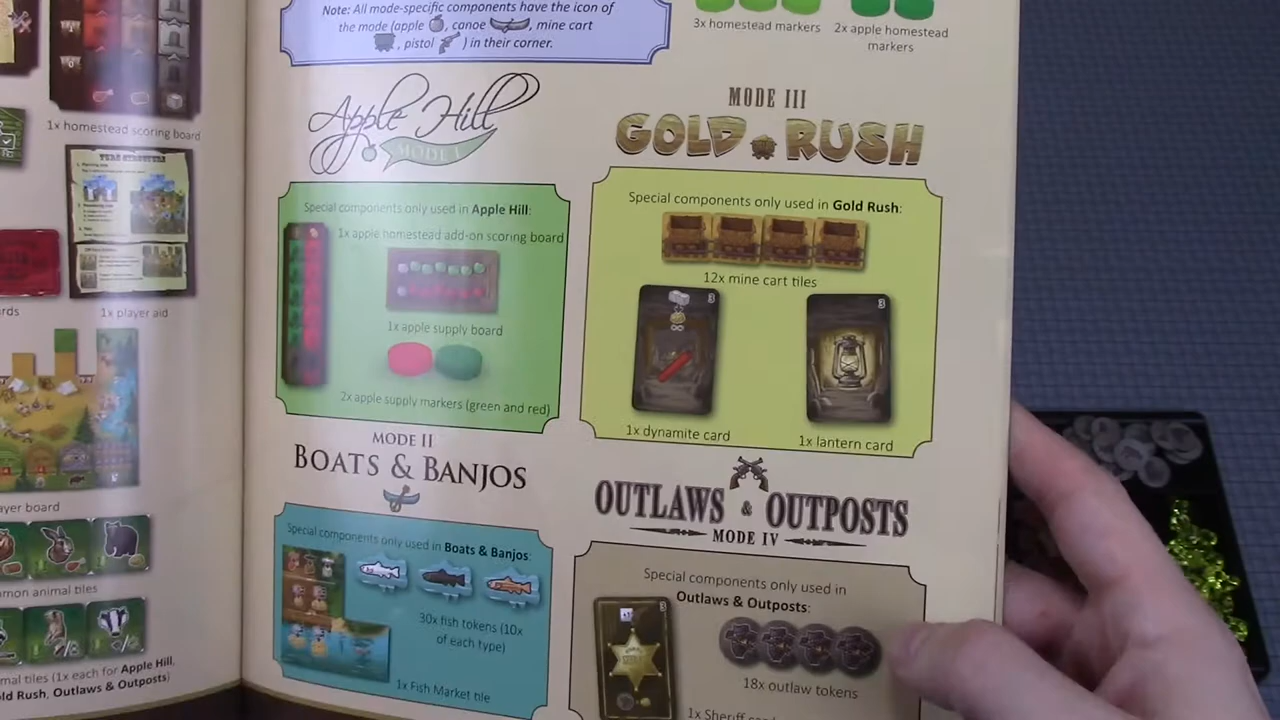 1x homestead scoring board
TURN STRUCTURE
1x player aid
Note: All mode-specific components have the icon of
the mode (apple , canoe , mine cart
, pistol ) in their corner.
3x homestead markers
2x apple homestead
markers
Apple Hill
MODE I
Special components only used in Apple Hill:
1x apple homestead add-on scoring board
1x apple supply board
2x apple supply markers (green and red)
MODE II
BOATS & BANJOS
Special components only used in Boats & Banjos:
30x fish tokens (10x
of each type)
1x Fish Market tile
MODE III
GOLD RUSH
Special components only used in Gold Rush:
12x mine cart tiles
3
3
1x dynamite card
1x lantern card
OUTLAWS & OUTPOSTS
MODE IV
Special components only used in
Outlaws & Outposts:
3
18x outlaw tokens
1x Sheriff
ayer board
mon animal tiles
mal tiles (1x each for Apple Hill,
ld Rush, Outlaws & Outposts)